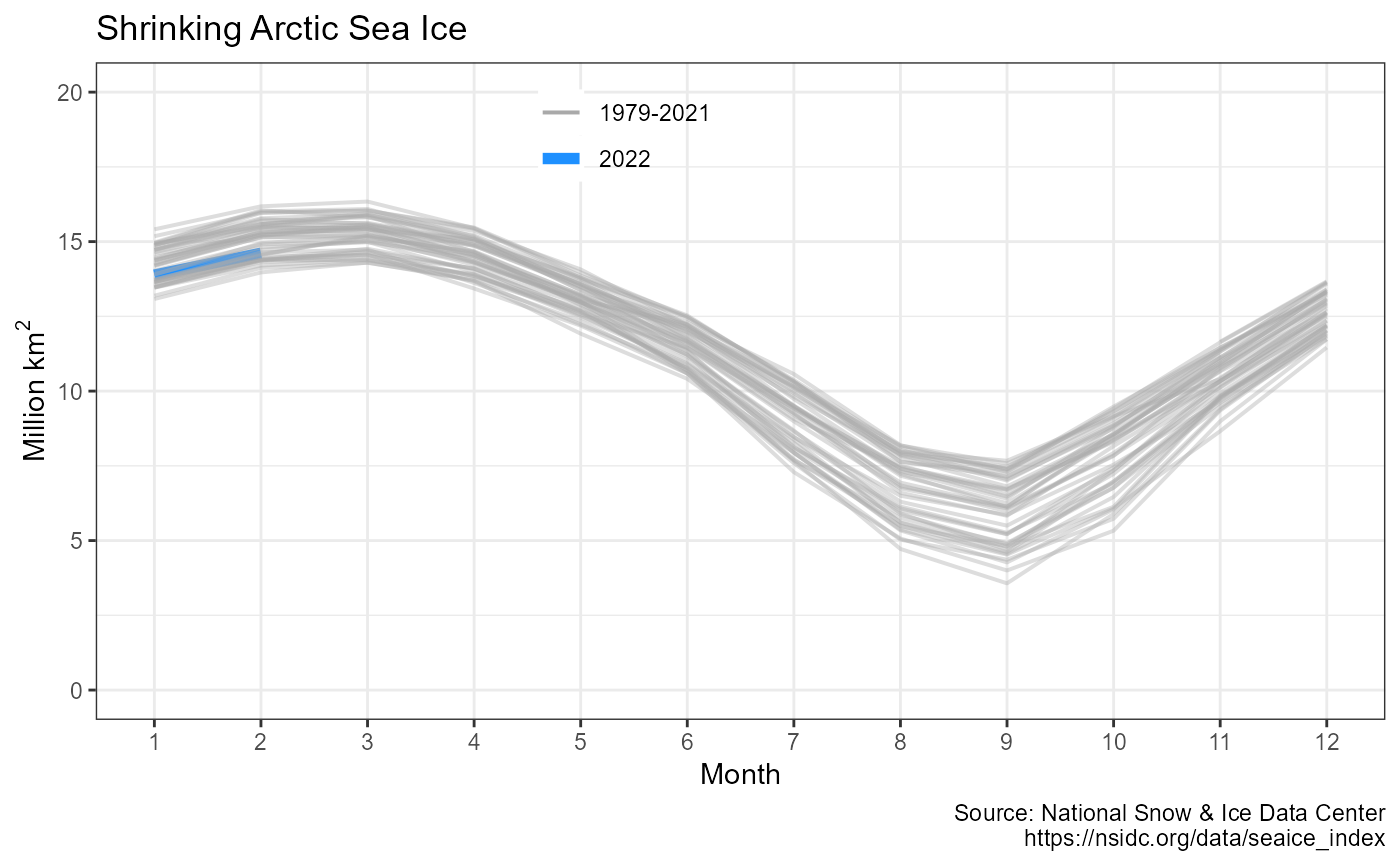 Shrinking Arctic Sea Ice
20
15
10
5
0
Million km²
1979-2021
2022
1 2 3 4 5 6 7 8 9 10 11 12
Month
Source: National Snow & Ice Data Center
https://nsidc.org/data/seaice_index